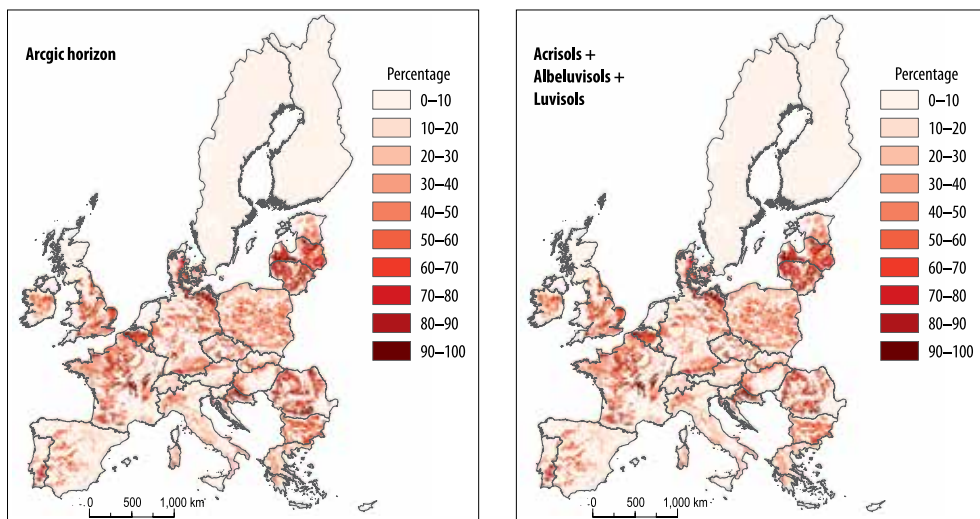 Arcgic horizon
Percentage
0–10
10–20
20–30
30–40
40–50
50–60
60–70
70–80
80–90
90–100
0 500 1,000 km
Acrisols +
Albeluvisols +
Luvisols
Percentage
0–10
10–20
20–30
30–40
40–50
50–60
60–70
70–80
80–90
90–100
0 500 1,000 km